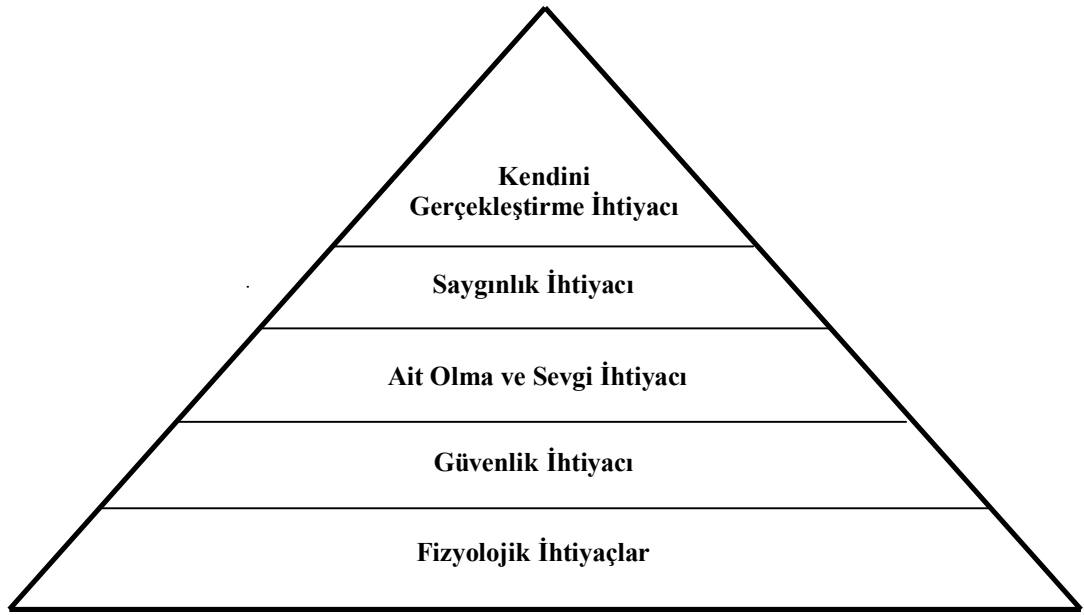 Kendini
Gerçekleştirme İhtiyacı
Saygınlık İhtiyacı
Ait Olma ve Sevgi İhtiyacı
Güvenlik İhtiyacı
Fizyolojik İhtiyaçlar